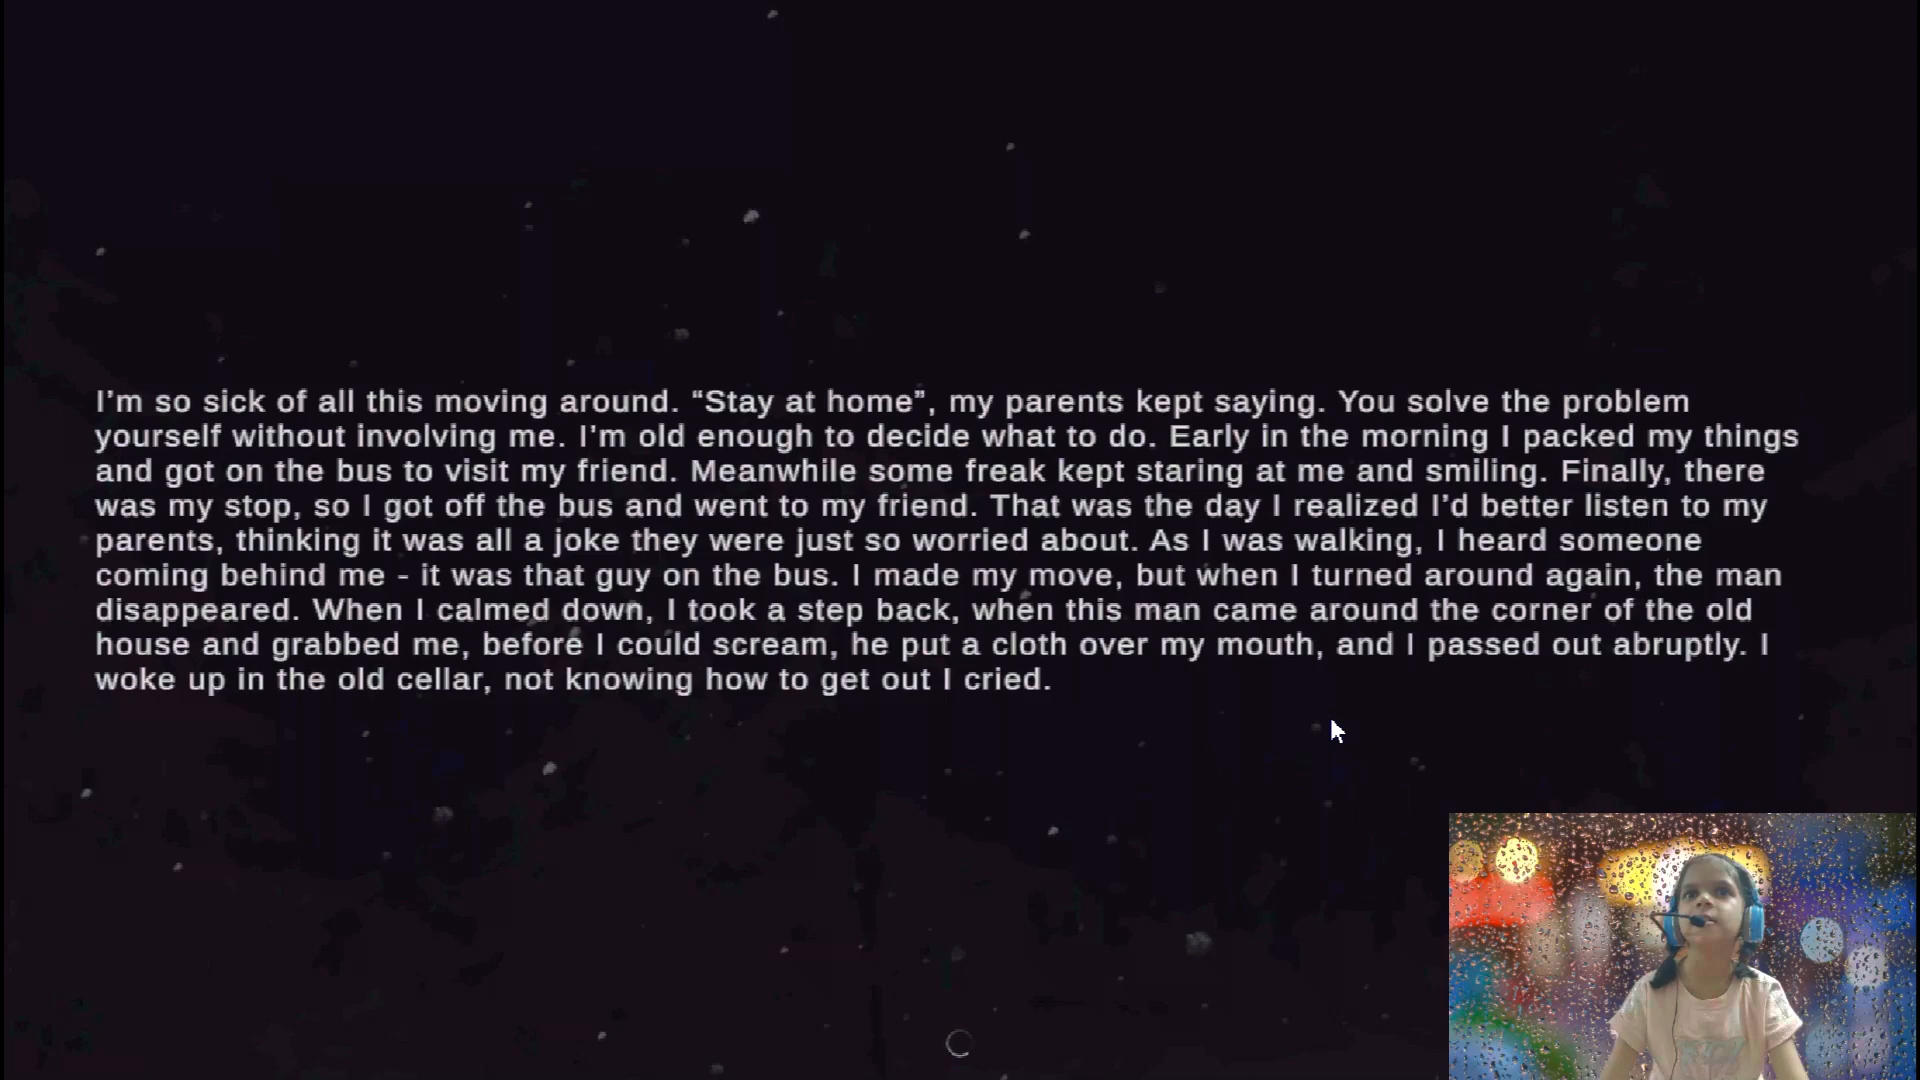 I’m so sick of all this moving around. “Stay at home”, my parents kept saying. You solve the problem
yourself without involving me. I’m old enough to decide what to do. Early in the morning I packed my things
and got on the bus to visit my friend. Meanwhile some freak kept staring at me and smiling. Finally, there
was my stop, so I got off the bus and went to my friend. That was the day I realized I’d better listen to my
parents, thinking it was all a joke they were just so worried about. As I was walking, I heard someone
coming behind me - it was that guy on the bus. I made my move, but when I turned around again, the man
disappeared. When I calmed down, I took a step back, when this man came around the corner of the old
house and grabbed me, before I could scream, he put a cloth over my mouth, and I passed out abruptly. I
woke up in the old cellar, not knowing how to get out I cried.